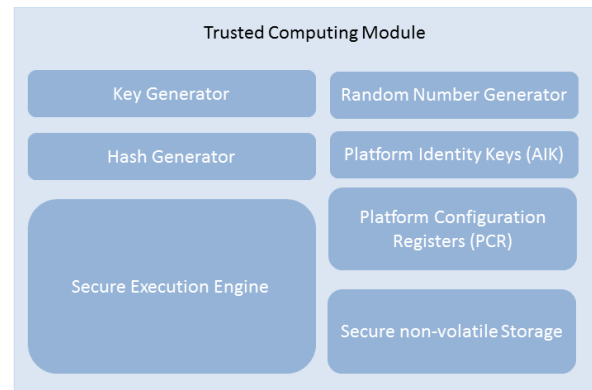 Trusted Computing Module
Key Generator
Random Number Generator
Hash Generator
Platform Identity Keys (AIK)
Platform Configuration
Registers (PCR)
Secure Execution Engine
Secure non-volatile Storage